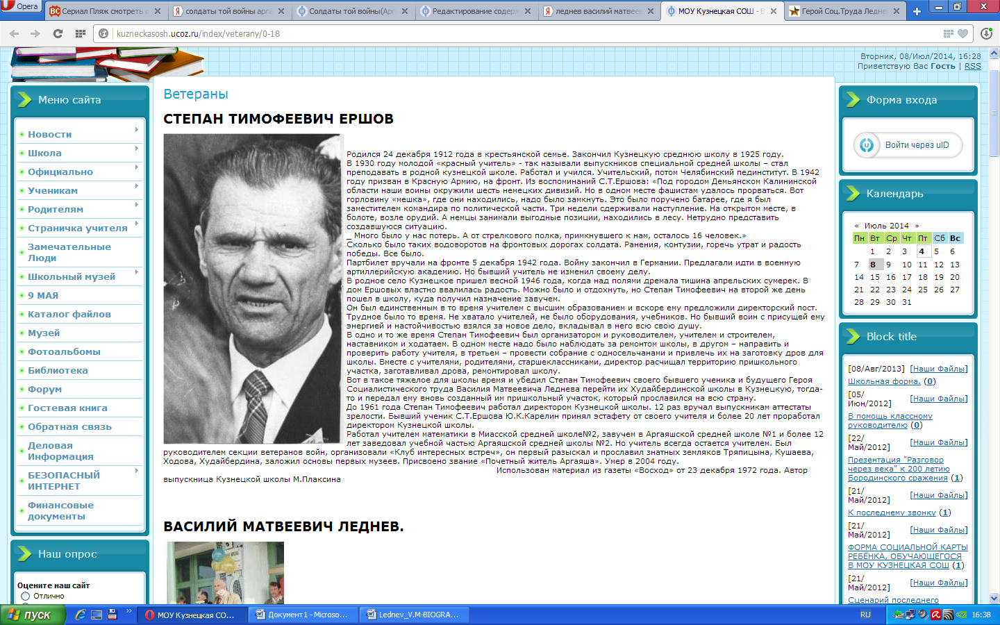 Opera
Сериал Пляж смотреть о
солдаты той войны арга
Солдаты той войны(Арг
Редактирование содерж
леднев василий матвеев
МОУ Кузнецкая СОШ - В
Герой Соц.Труда Ледне
kuzneckasosh.ucoz.ru/index/veterany/0-18
Вторник, 08/Июл/2014, 16:28
Приветствую Вас Гость | RSS
Меню сайта
Новости
Школа
Официально
Ученикам
Родителям
Страничка учителя
Замечательные
Люди
Школьный музей
9 МАЯ
Каталог файлов
Музей
Фотоальбомы
Библиотека
Форум
Гостевая книга
Обратная связь
Деловая
Информация
БЕЗОПАСНЫЙ
ИНТЕРНЕТ
Финансовые
документы
Наш опрос
Оцените наш сайт
Отлично
Ветераны
СТЕПАН ТИМОФЕЕВИЧ ЕРШОВ
Родился 24 декабря 1912 года в крестьянской семье. Закончил Кузнецкую среднюю школу в 1925 году.
В 1930 году молодой «красный учитель» - так называли выпускников специальной средней школы – стал
преподавать в родной кузнецкой школе. Работал и учился. Учительский, потом Челябинский пединститут. В 1942
году призван в Красную Армию, на фронт. Из воспоминаний С.Т.Ершова: «Под городом Демьянском Калининской
области наши воины окружили шесть немецких дивизий. Но в одном месте фашистам удалось прорваться. Вот
горловину «мешка», где они находились, надо было замкнуть. Это было поручено батарее, где я был
заместителем командира по политической части. Три недели сдерживали наступление. На открытом месте, в
болоте, возле орудий. А немцы занимали выгодные позиции, находились в лесу. Нетрудно представить
создавшуюся ситуацию.
_ Много было у нас потерь. А от стрелкового полка, примкнувшего к нам, осталось 16 человек.»
Сколько было таких водоворотов на фронтовых дорогах солдата. Ранения, контузии, горечь утрат и радость
победы. Все было.
Партбилет вручали на фронте 5 декабря 1942 года. Войну закончил в Германии. Предлагали идти в военную
артиллерийскую академию. Но бывший учитель не изменил своему делу.
В родное село Кузнецкое пришел весной 1946 года, когда над полями дремала тишина апрельских сумерек. В
дом Ершовых властно ввалилась радость. Можно было и отдохнуть, но Степан Тимофеевич на второй же день
пошел в школу, куда получил назначение завучем.
Он был единственным в то время учителем с высшим образованием и вскоре ему предложили директорский пост.
Трудное было то время. Не хватало учителей, не было оборудования, учебников. Но бывший воин с присущей ему
энергией и настойчивостью взялся за новое дело, вкладывал в него всю свою душу.
В одно и то же время Степан Тимофеевич был организатором и руководителем, учителем и строителем,
наставником и ходатаем. В одном месте надо было наблюдать за ремонтом школы, в другом – направить и
проверить работу учителя, в третьем – провести собрание с односельчанами и привлечь их на заготовку дров для
школы. Вместе с учителями, родителями, старшеклассниками, директор расчищал территорию пришкольного
участка, заготавливал дрова, ремонтировал школу.
Вот в такое тяжелое для школы время и убедил Степан Тимофеевич своего бывшего ученика и будущего Героя
Социалистического труда Василия Матвеевича Леднева перейти их Худайбердинской школы в Кузнецкую, тогда-
то и передал ему вновь созданный им пришкольный участок, который прославился на всю страну.
До 1961 года Степан Тимофеевич работал директором Кузнецкой школы. 12 раз вручал выпускникам аттестаты
зрелости. Бывший ученик С.Т.Ершова Ю.К.Карелин принял эстафету от своего учителя и более 20 лет проработал
директором Кузнецкой школы.
Работал учителем математики в Миасской средней школе№2, завучем в Аргаяшской средней школе №1 и более 12
лет заведовал учебной частью Аргаяшской средней школы №2. Но учитель всегда остается учителем. Был
руководителем секции ветеранов войн, организовали «Клуб интересных встреч», он первый разыскал и прославил знатных земляков Тряпицына, Кушаева,
Ходова, Худайбердина, заложил основы первых музеев. Присвоено звание «Почетный житель Аргаяша». Умер в 2004 году.
Использован материал из газеты «Восход» от 23 декабря 1972 года. Автор
выпускница Кузнецкой школы М.Плаксина
ВАСИЛИЙ МАТВЕЕВИЧ ЛЕДНЕВ.
Форма входа
Войти через uID
Календарь
« Июль 2014 »
Пн Вт Ср Чт Пт Сб Вс
1 2 3 4 5 6
7 8 9 10 11 12 13
14 15 16 17 18 19 20
21 22 23 24 25 26 27
28 29 30 31
Block title
[08/Авг/2013] [Наши Файлы]
Школьная форма. (0)
[05/
Июн/2012] [Наши Файлы]
В помощь классному
руководителю (0)
[22/
Май/2012] [Наши Файлы]
Презентация "Разговор
через века" к 200 летию
Бородинского сражения (1)
[21/
Май/2012] [Наши Файлы]
К последнему звонку (1)
[21/
Май/2012] [Наши Файлы]
ФОРМА СОЦИАЛЬНОЙ КАРТЫ
РЕБЁНКА, ОБУЧАЮЩЕГОСЯ
В МОУ КУЗНЕЦКАЯ СОШ (1)
[21/
Май/2012] [Наши Файлы]
Сценарий последнего
пуск
МОУ Кузнецкая СО...
Документ1 - Microso...
Lednev_V.M-BIOGRA...
RU
16:38